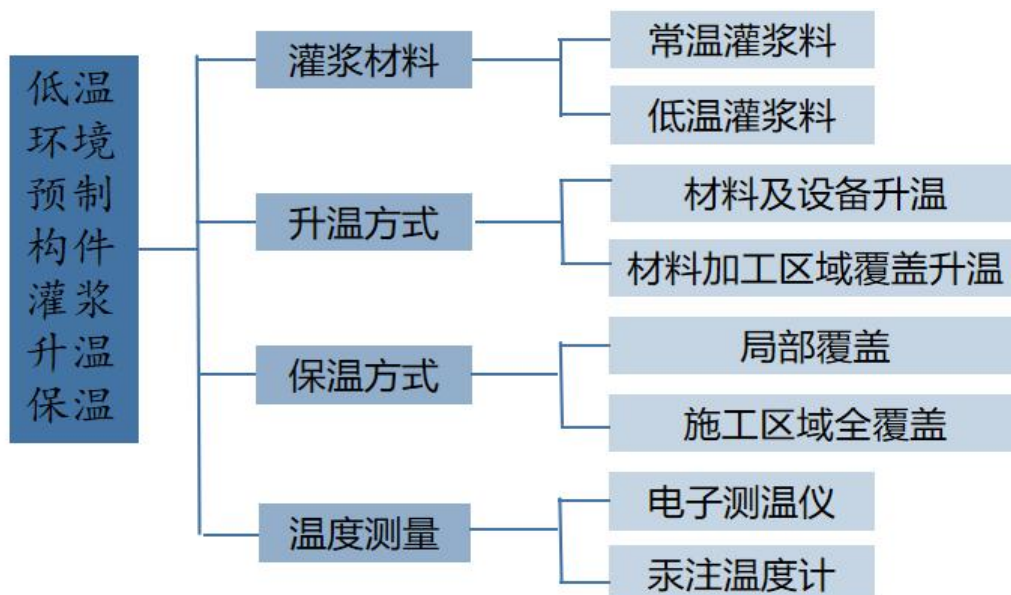 低温
环境
预制
构件
灌浆
升温
保温
灌浆材料
常温灌浆料
低温灌浆料
升温方式
材料及设备升温
材料加工区域覆盖升温
保温方式
局部覆盖
施工区域全覆盖
温度测量
电子测温仪
汞注温度计